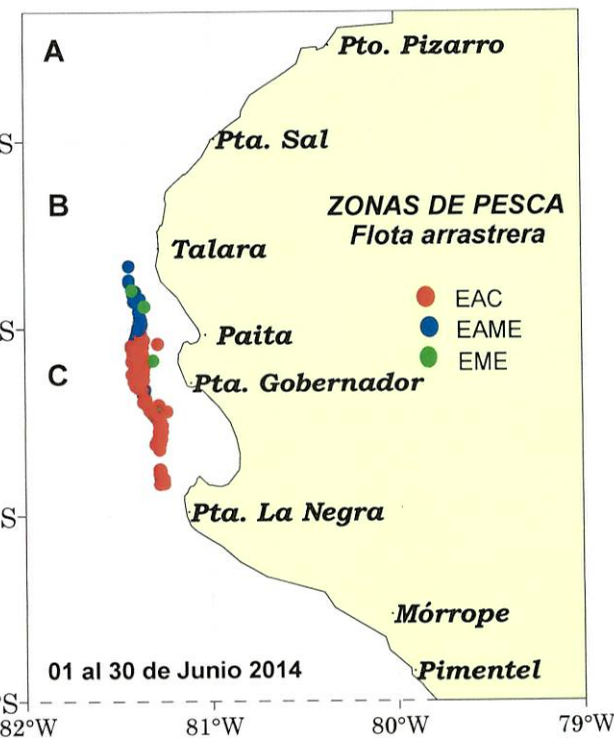 A
Pto. Pizarro
S
Pta. Sal
B
ZONAS DE PESCA
Flota arrastrera
Talara
EAC
EAME
EME
S
Paita
C
Pta. Gobernador
S
Pta. La Negra
Mórrope
01 al 30 de Junio 2014
Pimentel
S
82°W
81°W
80°W
79°W